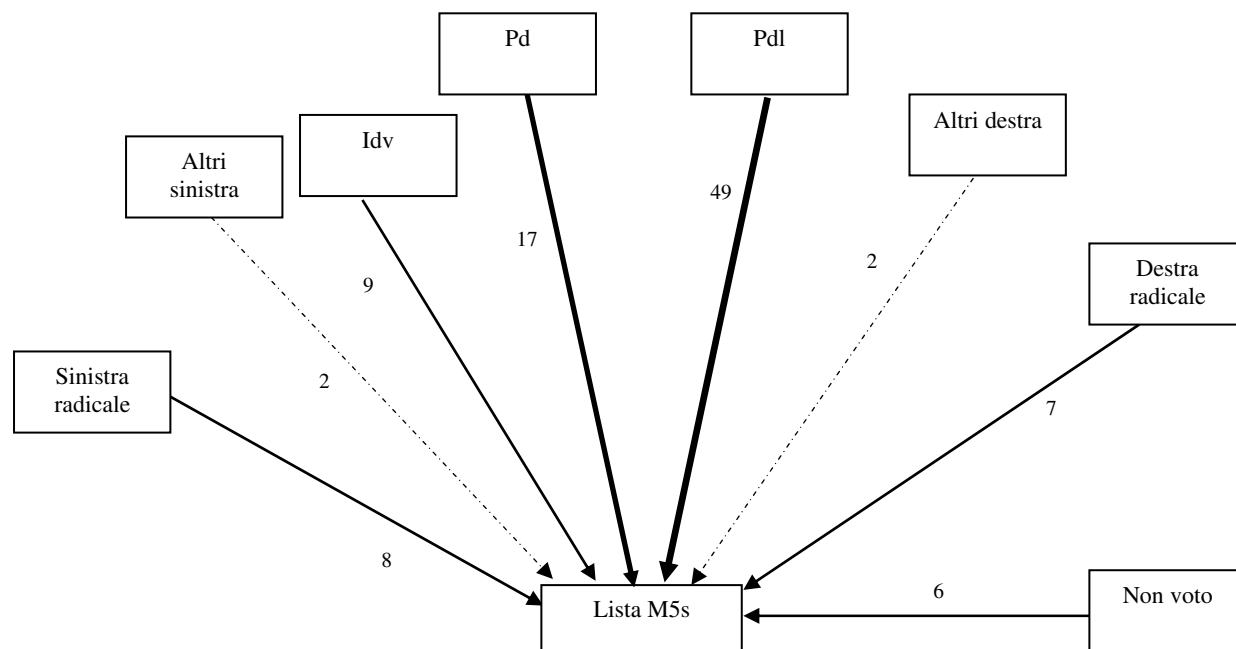 Pd
Pdl
Altri destra
Idv
Altri
sinistra
49
17
2
9
Destra
radicale
Sinistra
radicale
2
7
8
6
Non voto
Lista M5s